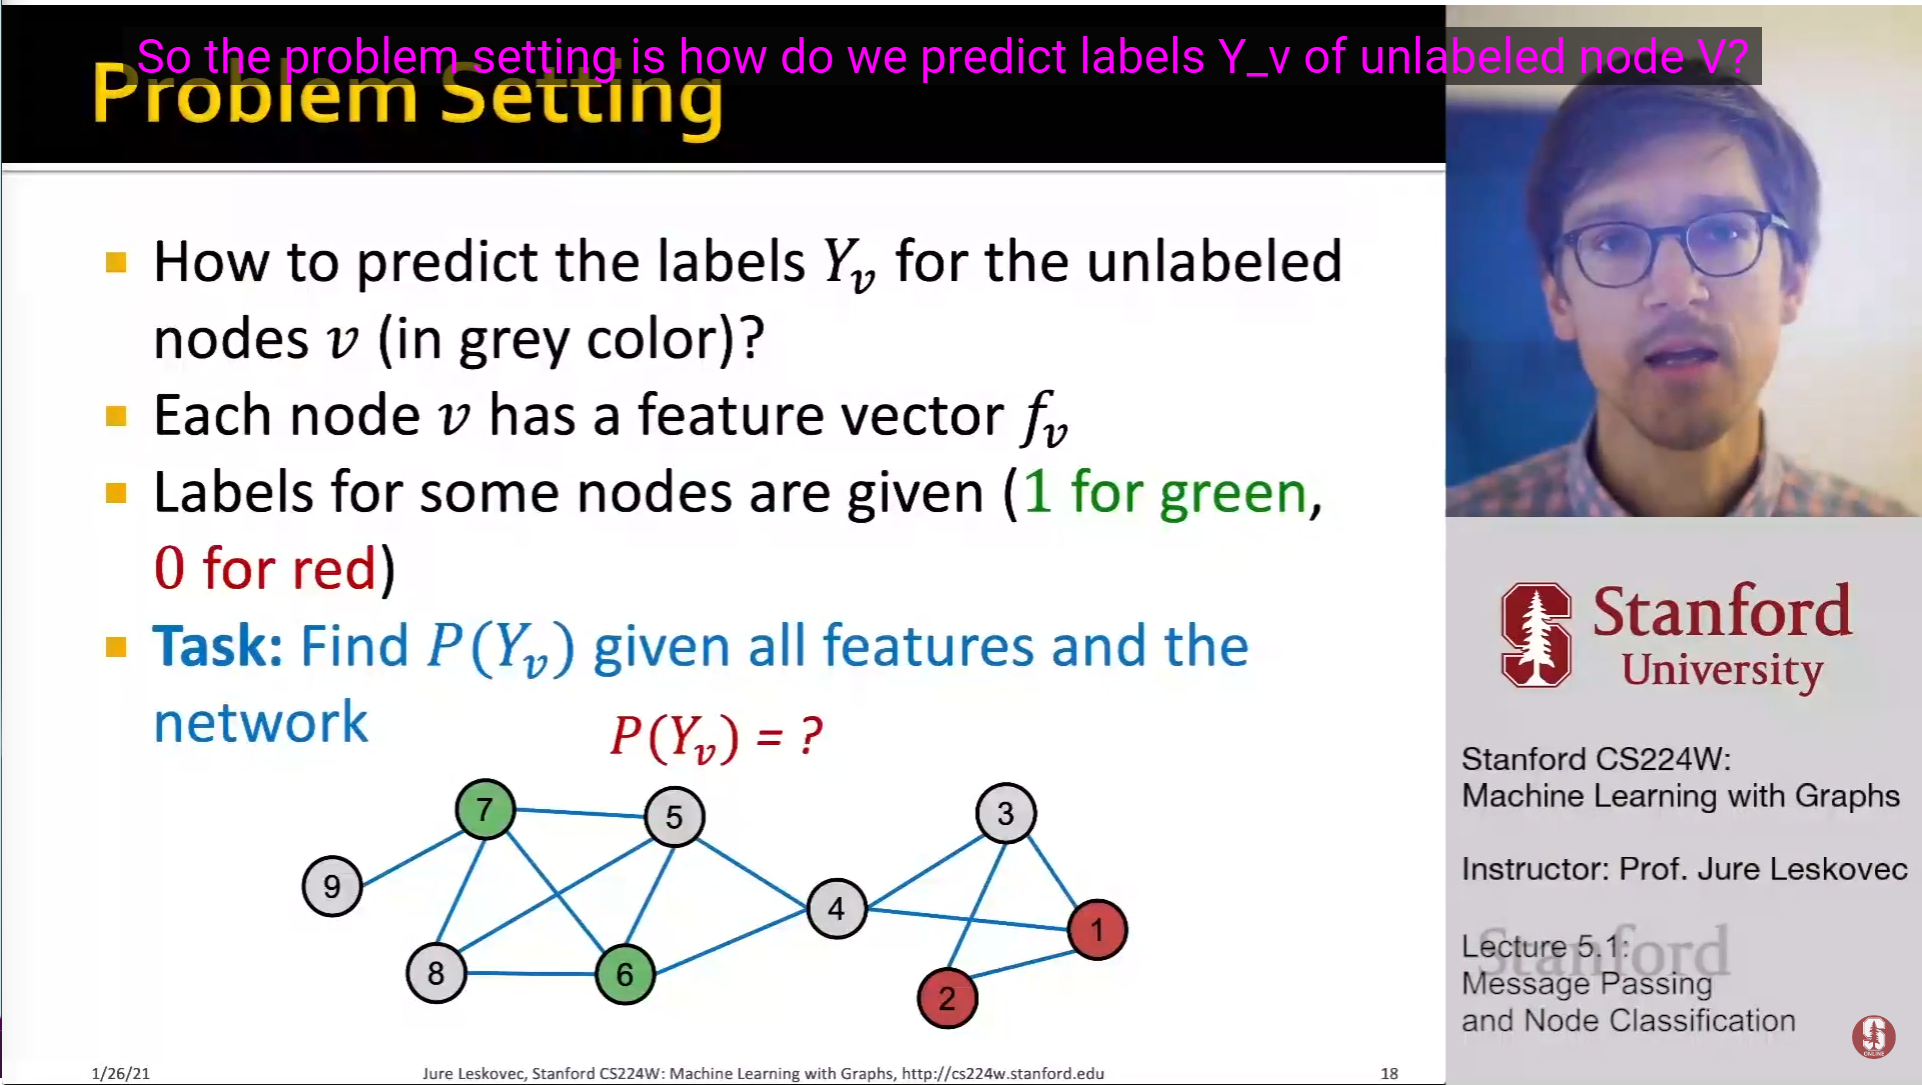 So the problem setting is how do we predict labels Y_v of unlabeled node V?
Problem Setting
How to predict the labels Yᵥ for the unlabeled
nodes v (in grey color)?
Each node v has a feature vector fᵥ
Labels for some nodes are given (1 for green,
0 for red)
Task: Find P(Yᵥ) given all features and the
network
P(Yᵥ) = ?
7
5
3
9
4
1
8
6
2
1/26/21
Jure Leskovec, Stanford CS224W: Machine Learning with Graphs, http://cs224w.stanford.edu
18
Stanford
University
Stanford CS224W:
Machine Learning with Graphs
Instructor: Prof. Jure Leskovec
Stanford
Lecture 5.1:
Message Passing
and Node Classification
S
ONLINE